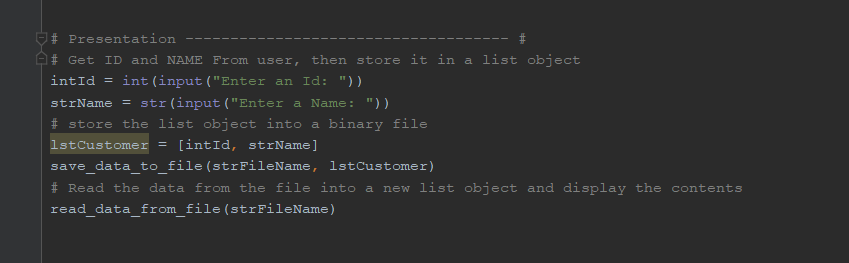 # Presentation ------------------------------------ #
# Get ID and NAME From user, then store it in a list object
intId = int(input("Enter an Id: "))
strName = str(input("Enter a Name: "))
# store the list object into a binary file
lstCustomer = [intId, strName]
save_data_to_file(strFileName, lstCustomer)
# Read the data from the file into a new list object and display the contents
read_data_from_file(strFileName)